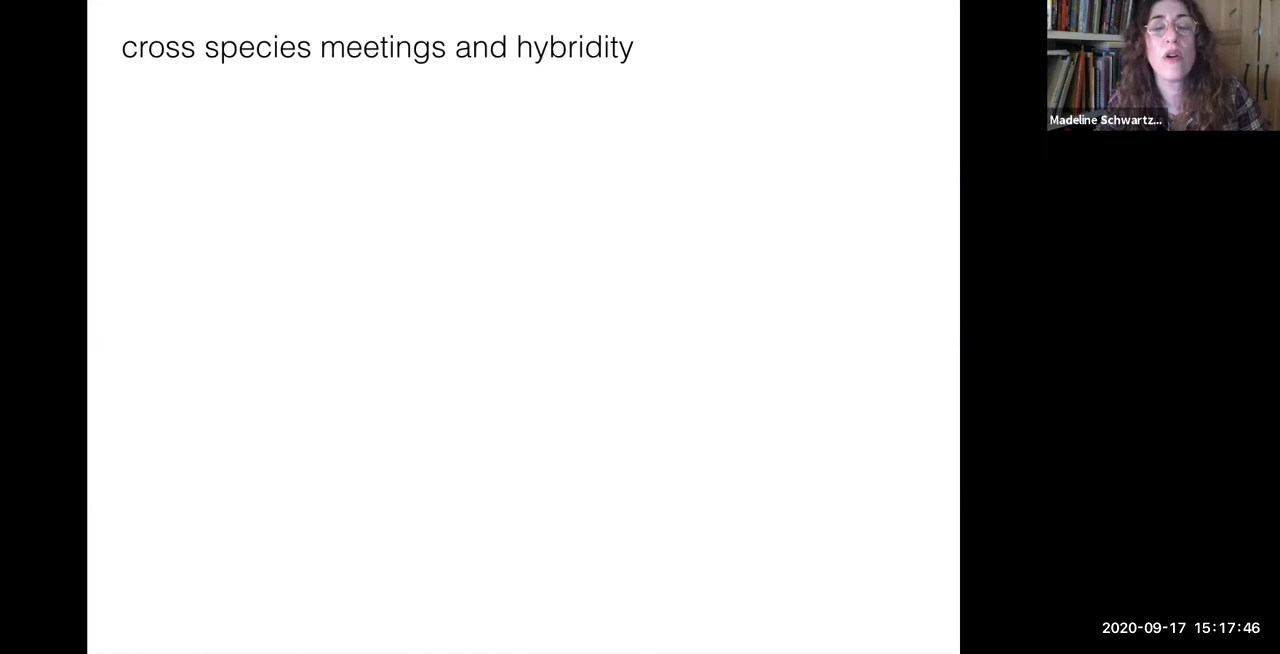 cross species meetings and hybridity
Madeline Schwartz...
2020-09-17 15:17:46